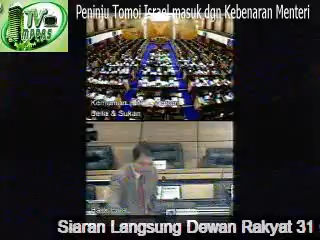 TV
Peninju Tomoi Israel masuk dgn Kebenaran Menteri
Belia & Sukan
Siaran Langsung Dewan Rakyat 31